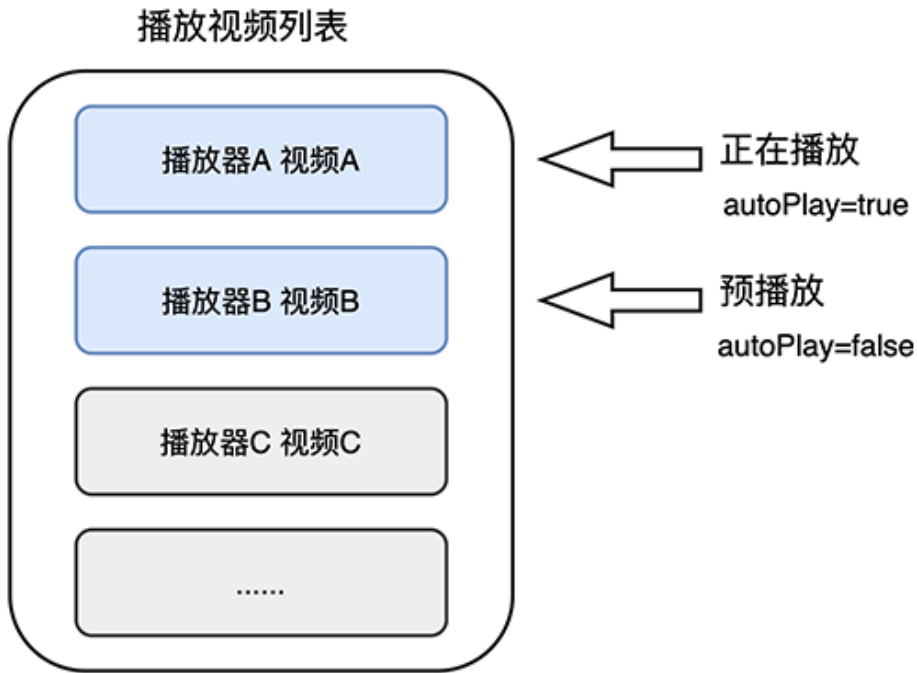 播放视频列表
播放器A 视频A
正在播放
autoPlay=true
播放器B 视频B
预播放
autoPlay=false
播放器C 视频C
......